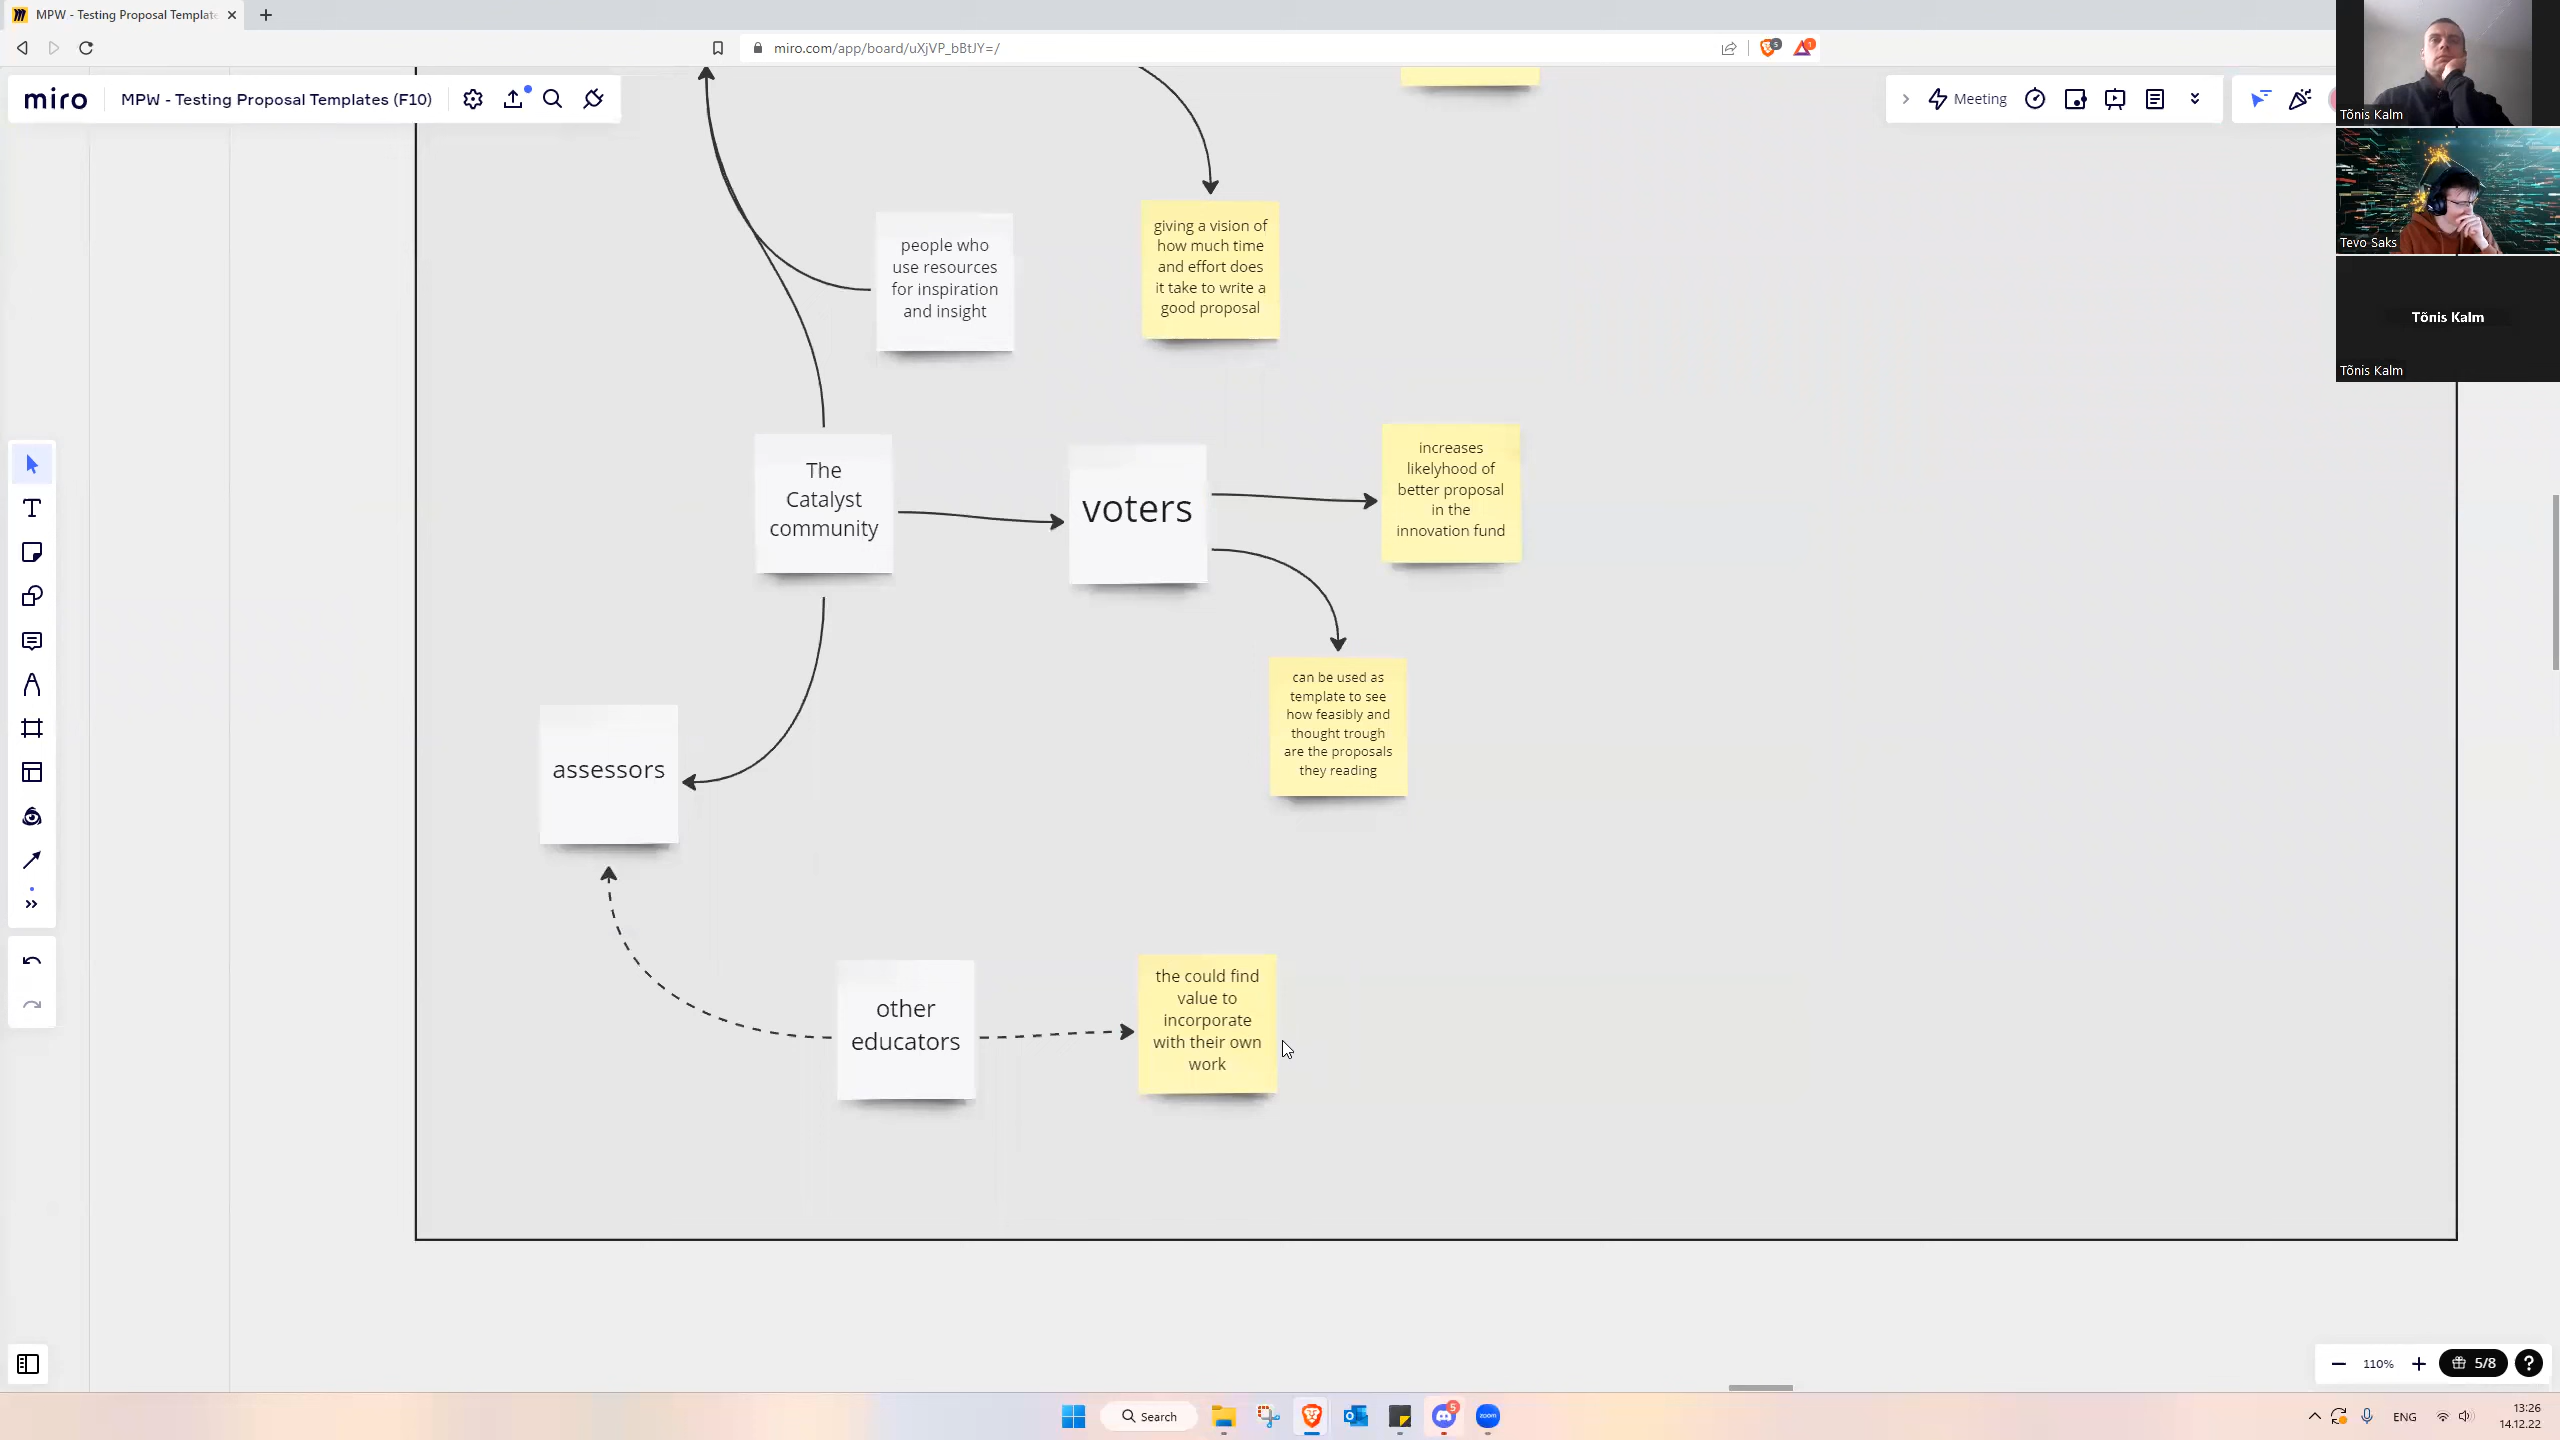 MPW - Testing Proposal Template
miro.com/app/board/uXjVP_bBtJY=/
miro
MPW - Testing Proposal Templates (F10)
Meeting
Tõnis Kalm
Tevo Saks
Tõnis Kalm
Tõnis Kalm
people who
use resources
for inspiration
and insight
giving a vision of
how much time
and effort does
it take to write a
good proposal
The
Catalyst
community
voters
increases
likelyhood of
better proposal
in the
innovation fund
can be used as
template to see
how feasibly and
thought trough
are the proposals
they reading
assessors
other
educators
the could find
value to
incorporate
with their own
work
110%
5/8
?
Search
5
zoom
ENG
13:26
14.12.22